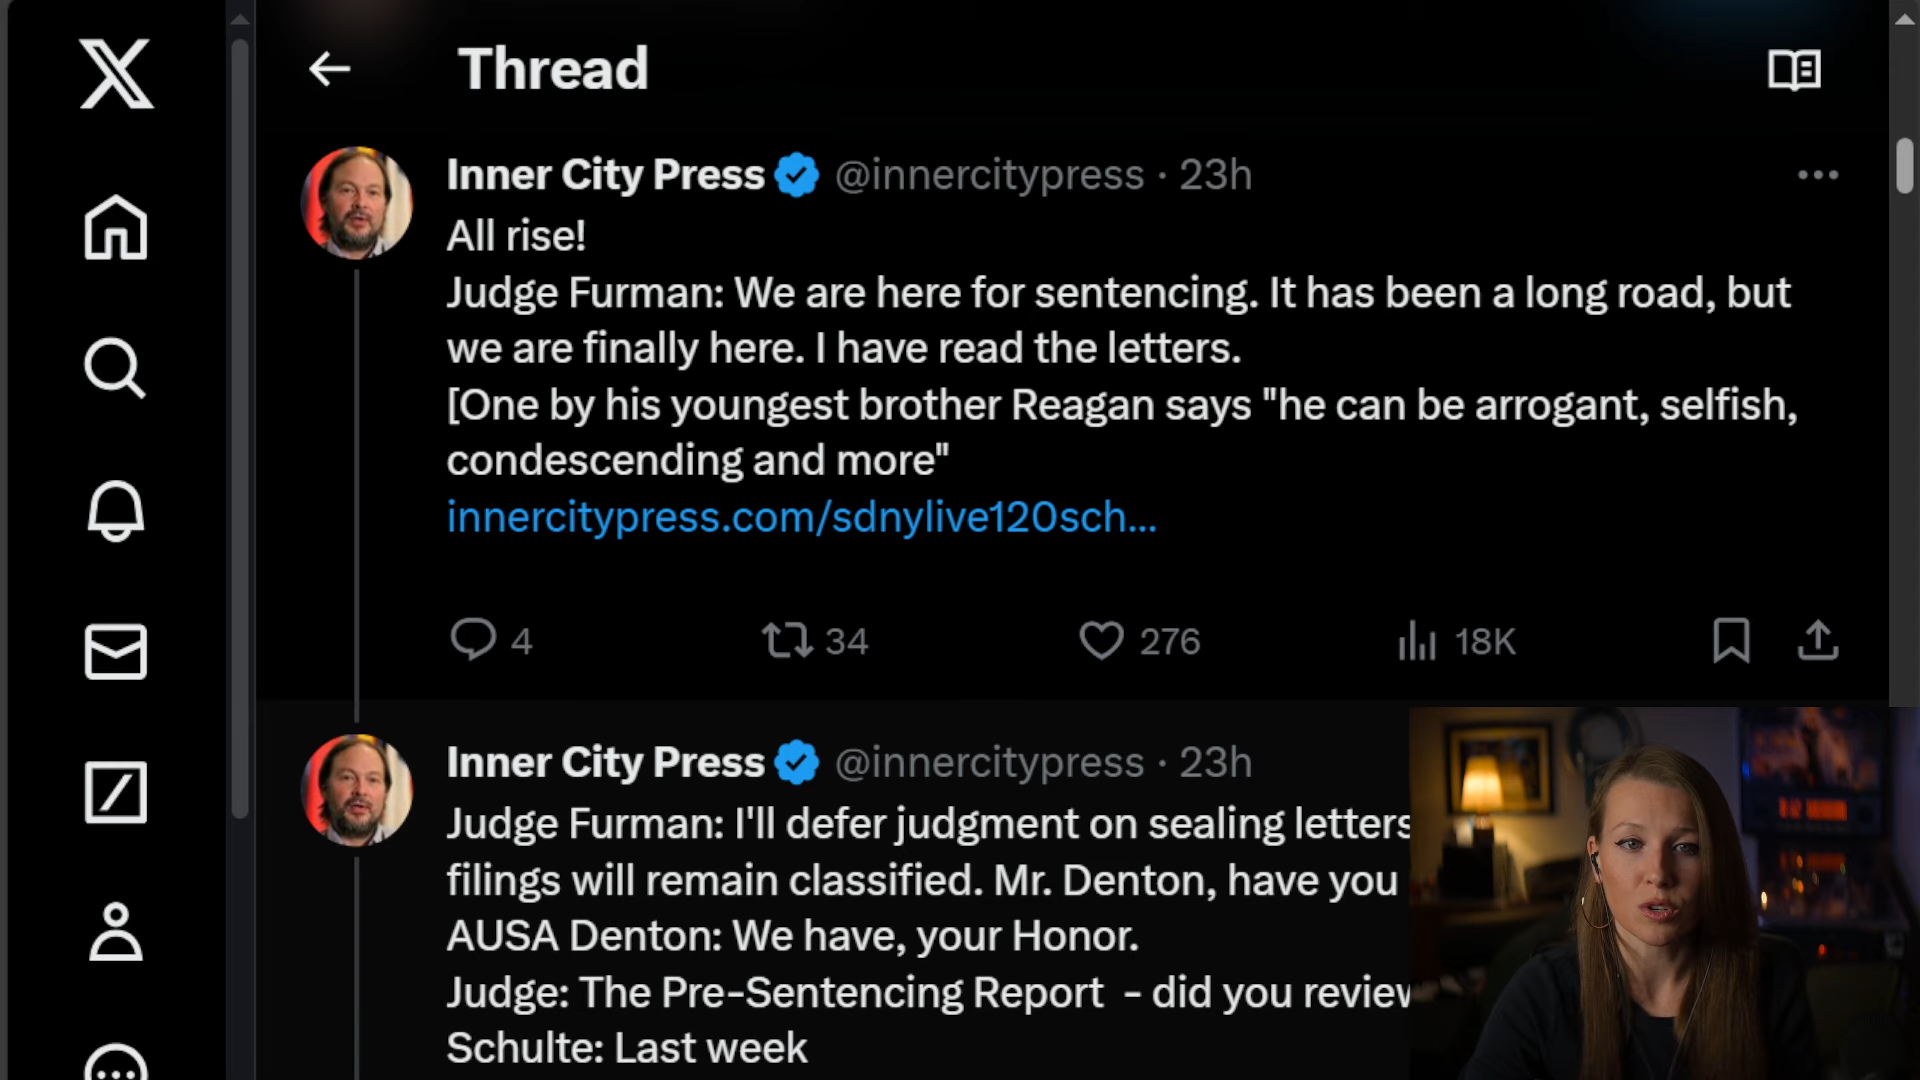 Thread
Inner City Press @innercitypress · 23h
All rise!
Judge Furman: We are here for sentencing. It has been a long road, but
we are finally here. I have read the letters.
[One by his youngest brother Reagan says "he can be arrogant, selfish,
condescending and more"
innercitypress.com/sdnylive120sch...
4 34 276 18K
Inner City Press @innercitypress · 23h
Judge Furman: I'll defer judgment on sealing letters
filings will remain classified. Mr. Denton, have you
AUSA Denton: We have, your Honor.
Judge: The Pre-Sentencing Report - did you
Schulte: Last week